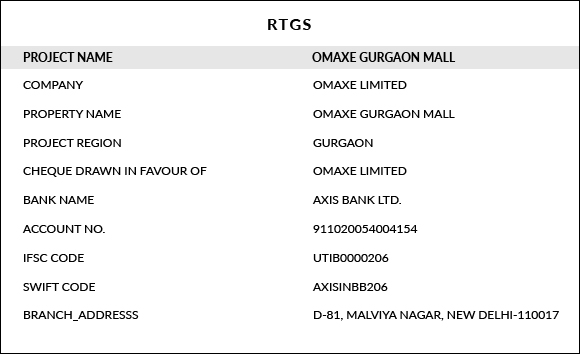 RTGS
PROJECT NAME OMAXE GURGAON MALL
COMPANY OMAXE LIMITED
PROPERTY NAME OMAXE GURGAON MALL
PROJECT REGION GURGAON
CHEQUE DRAWN IN FAVOUR OF OMAXE LIMITED
BANK NAME AXIS BANK LTD.
ACCOUNT NO. 911020054004154
IFSC CODE UTIB0000206
SWIFT CODE AXISINBB206
BRANCH_ADDRESSS D-81, MALVIYA NAGAR, NEW DELHI-110017